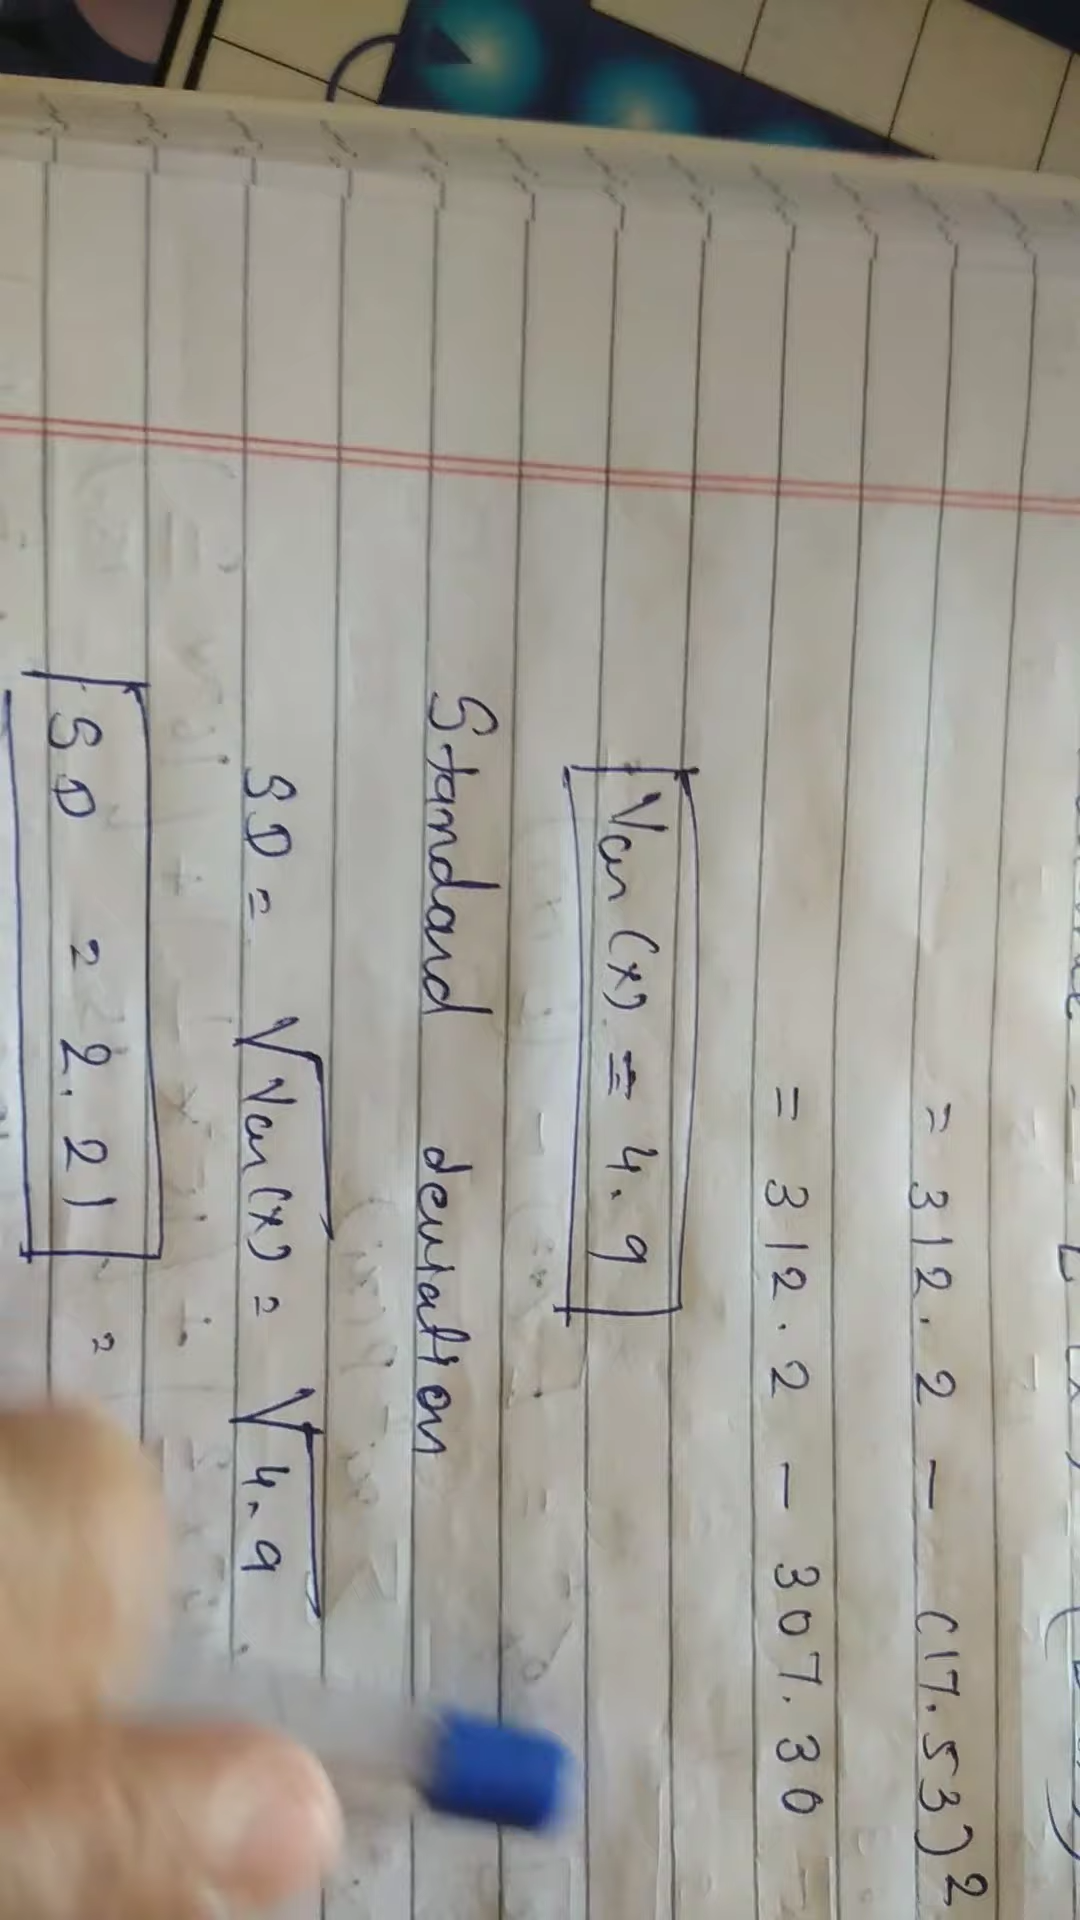 = 312.2 - (17.53)²
= 312.2 - 307.30
Var(x) = 4.9
Standard deviation
SD = √Var(x) = √4.9
SD = 2.21